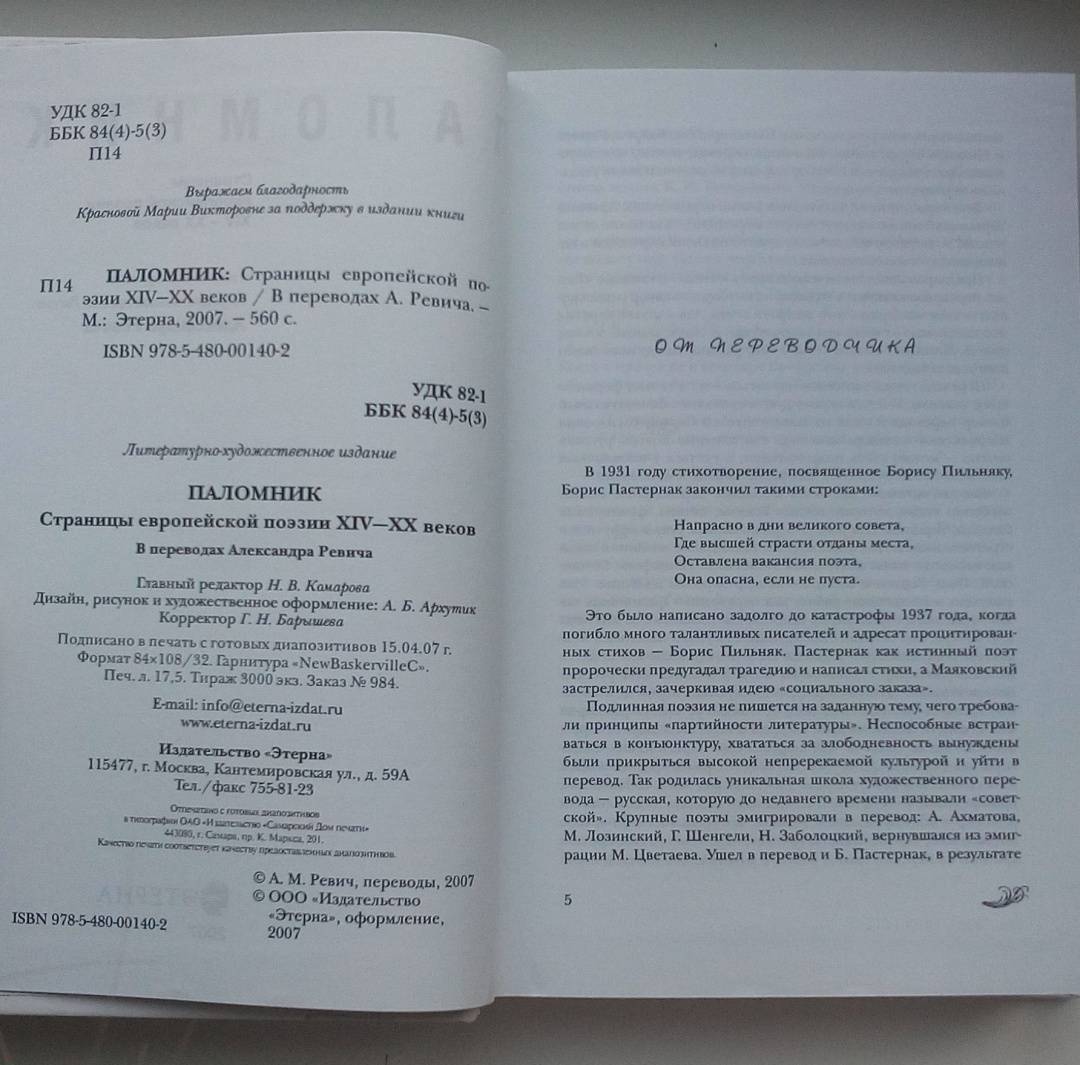 УДК 82-1
ББК 84(4)-5(3)
П14
Выражаем благодарность
Красновой Марии Викторовне за поддержку в издании книги
П14 ПАЛОМНИК: Страницы европейской по-
эзии XIV—XX веков / В переводах А. Ревича. –
М.: Этерна, 2007. – 560 с.
ISBN 978-5-480-00140-2
УДК 82-1
ББК 84(4)-5(3)
Литературно-художественное издание
ПАЛОМНИК
Страницы европейской поэзии XIV—XX веков
В переводах Александра Ревича
Главный редактор Н. В. Комарова
Дизайн, рисунок и художественное оформление: А. Б. Архутик
Корректор Г. Н. Барышева
Подписано в печать с готовых диапозитивов 15.04.07 г.
Формат 84×108/32. Гарнитура «NewBaskervilleC».
Печ. л. 17,5. Тираж 3000 экз. Заказ № 984.
E-mail: info@eterna-izdat.ru
www.eterna-izdat.ru
Издательство «Этерна»
115477, г. Москва, Кантемировская ул., д. 59А
Тел./факс 755-81-23
Отпечатано с готовых диапозитивов
в типографии ОАО «Издательство «Самарский Дом печати»
443080, г. Самара, пр. К. Маркса, 201.
Качество печати соответствует качеству предоставленных диапозитивов.
© А. М. Ревич, переводы, 2007
© ООО «Издательство
«Этерна», оформление,
2007
ISBN 978-5-480-00140-2
ОТ ПЕРЕВОДЧИКА
В 1931 году стихотворение, посвященное Борису Пильняку,
Борис Пастернак закончил такими строками:
Напрасно в дни великого совета,
Где высшей страсти отданы места,
Оставлена вакансия поэта,
Она опасна, если не пуста.
Это было написано задолго до катастрофы 1937 года, когда
погибло много талантливых писателей и адресат процитирован-
ных стихов – Борис Пильняк. Пастернак как истинный поэт
пророчески предугадал трагедию и написал стихи, а Маяковский
застрелился, зачеркивая идею «социального заказа».
Подлинная поэзия не пишется на заданную тему, чего требова-
ли принципы «партийности литературы». Неспособные встраи-
ваться в конъюнктуру, хвататься за злободневность вынуждены
были прикрыться высокой непререкаемой культурой и уйти в
перевод. Так родилась уникальная школа художественного пере-
вода – русская, которую до недавнего времени называли «совет-
ской». Крупные поэты эмигрировали в перевод: А. Ахматова,
М. Лозинский, Г. Шенгели, Н. Заболоцкий, вернувшаяся из эмиг-
рации М. Цветаева. Ушел в перевод и Б. Пастернак, в результате
5